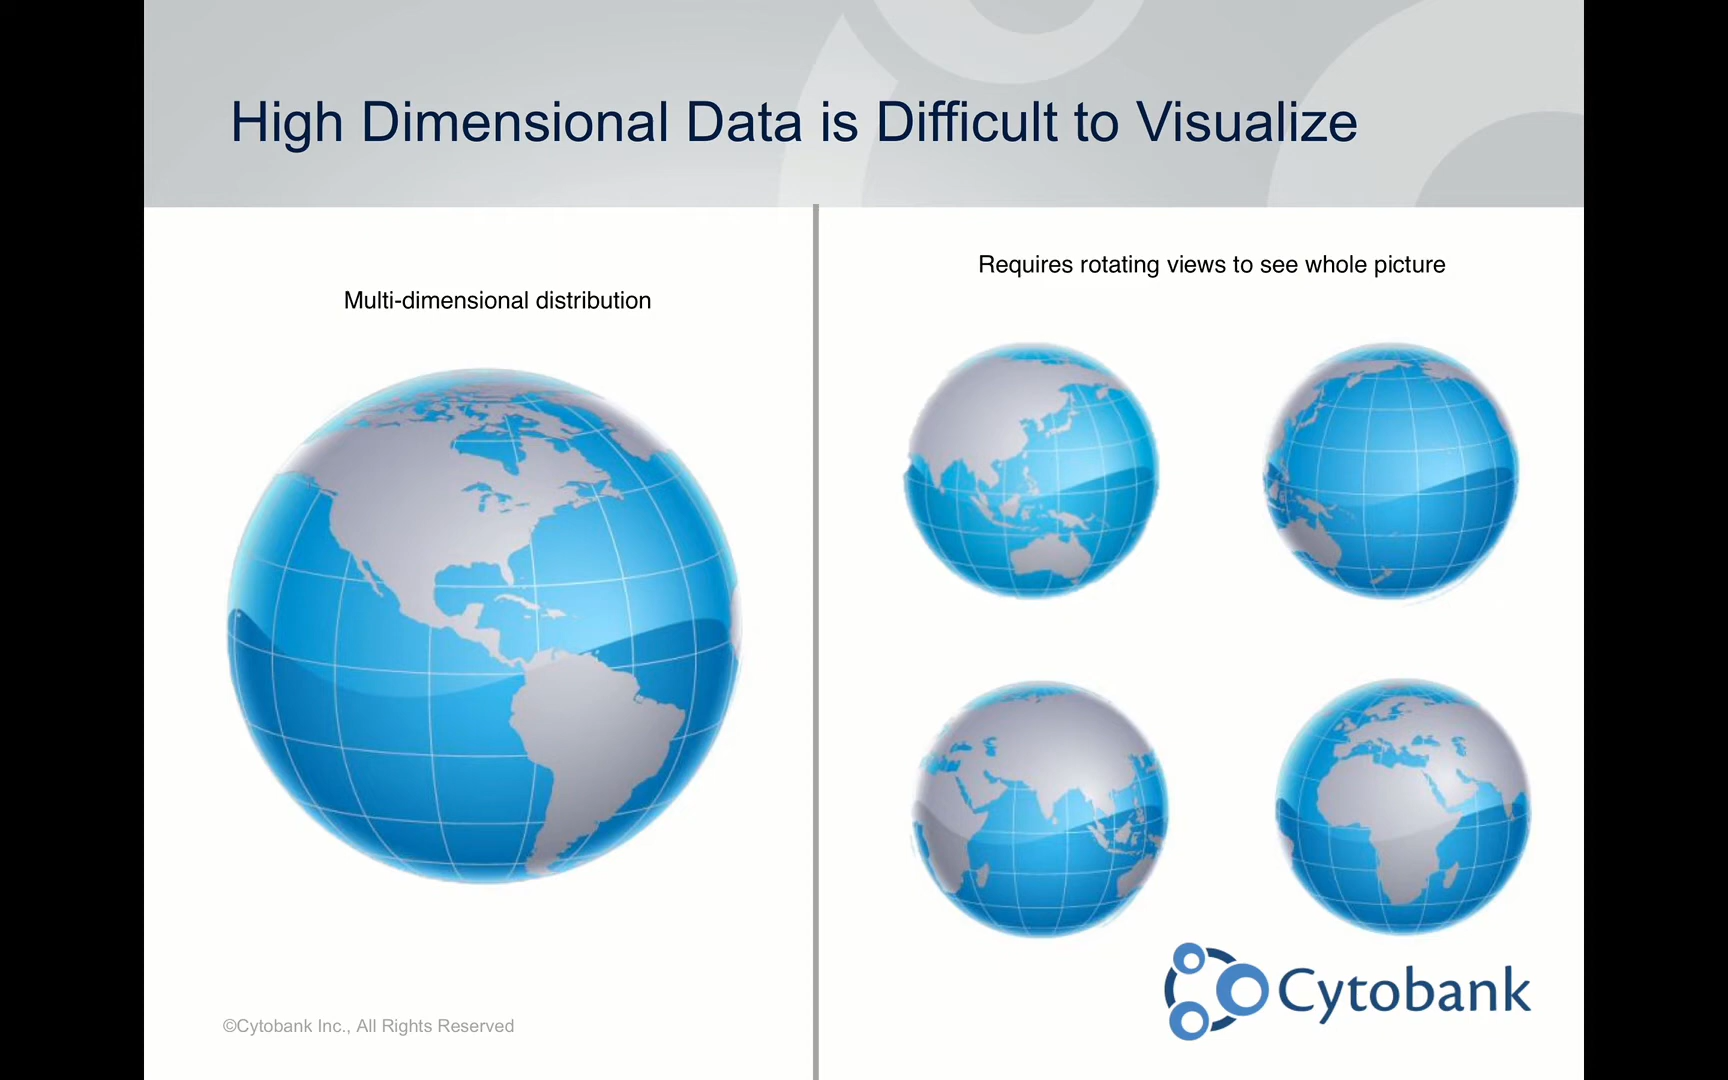 High Dimensional Data is Difficult to Visualize
Multi-dimensional distribution
Requires rotating views to see whole picture
Cytobank
©Cytobank Inc., All Rights Reserved